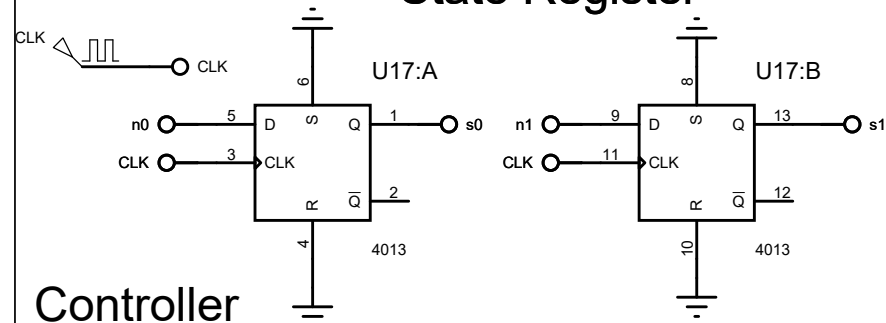 State Register
CLK
CLK
U17:A
6
n0
5
D
S
Q
1
s0
CLK
3
CLK
R
Q
2
4
4013
U17:B
8
n1
9
D
S
Q
13
s1
CLK
11
CLK
R
Q
12
10
4013
Controller